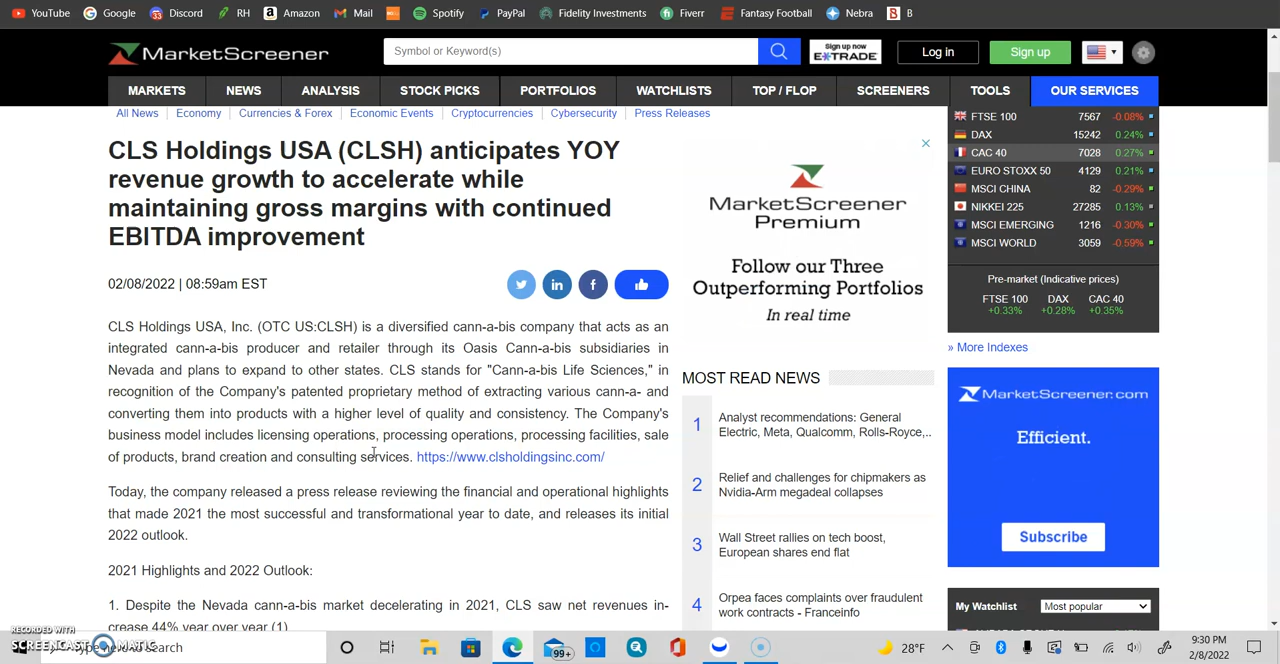 YouTube Google Discord RH Amazon Mail Spotify PayPal Fidelity Investments Fiverr Fantasy Football Nebra B
MarketScreener Symbol or Keyword(s) Sign up now E*TRADE Log in Sign up
MARKETS NEWS ANALYSIS STOCK PICKS PORTFOLIOS WATCHLISTS TOP / FLOP SCREENERS TOOLS OUR SERVICES
All News Economy Currencies & Forex Economic Events Cryptocurrencies Cybersecurity Press Releases
CLS Holdings USA (CLSH) anticipates YOY
revenue growth to accelerate while
maintaining gross margins with continued
EBITDA improvement
02/08/2022 | 08:59am EST
CLS Holdings USA, Inc. (OTC US:CLSH) is a diversified cann-a-bis company that acts as an
integrated cann-a-bis producer and retailer through its Oasis Cann-a-bis subsidiaries in
Nevada and plans to expand to other states. CLS stands for "Cann-a-bis Life Sciences," in
recognition of the Company's patented proprietary method of extracting various cann-a- and
converting them into products with a higher level of quality and consistency. The Company's
business model includes licensing operations, processing operations, processing facilities, sale
of products, brand creation and consulting services. https://www.clsholdingsinc.com/
Today, the company released a press release reviewing the financial and operational highlights
that made 2021 the most successful and transformational year to date, and releases its initial
2022 outlook.
2021 Highlights and 2022 Outlook:
1. Despite the Nevada cann-a-bis market decelerating in 2021, CLS saw net revenues in-
crease 44% year over year (1)
MarketScreener
Premium
Follow our Three
Outperforming Portfolios
In real time
MOST READ NEWS
1 Analyst recommendations: General
Electric, Meta, Qualcomm, Rolls-Royce,..
2 Relief and challenges for chipmakers as
Nvidia-Arm megadeal collapses
3 Wall Street rallies on tech boost,
European shares end flat
4 Orpea faces complaints over fraudulent
work contracts - FranceInfo
FTSE 100 7567 -0.08%
DAX 15242 0.24%
CAC 40 7028 0.27%
EURO STOXX 50 4129 0.21%
MSCI CHINA 82 -0.29%
NIKKEI 225 27285 0.13%
MSCI EMERGING 1216 -0.30%
MSCI WORLD 3059 -0.59%
Pre-market (Indicative prices)
FTSE 100 DAX CAC 40
+0.33% +0.28% +0.35%
» More Indexes
MarketScreener.com
Efficient.
Subscribe
My Watchlist Most popular
RECORDED WITH
SCREENCAST MATIC
here to search
99+
28°F
9:30 PM
2/8/2022